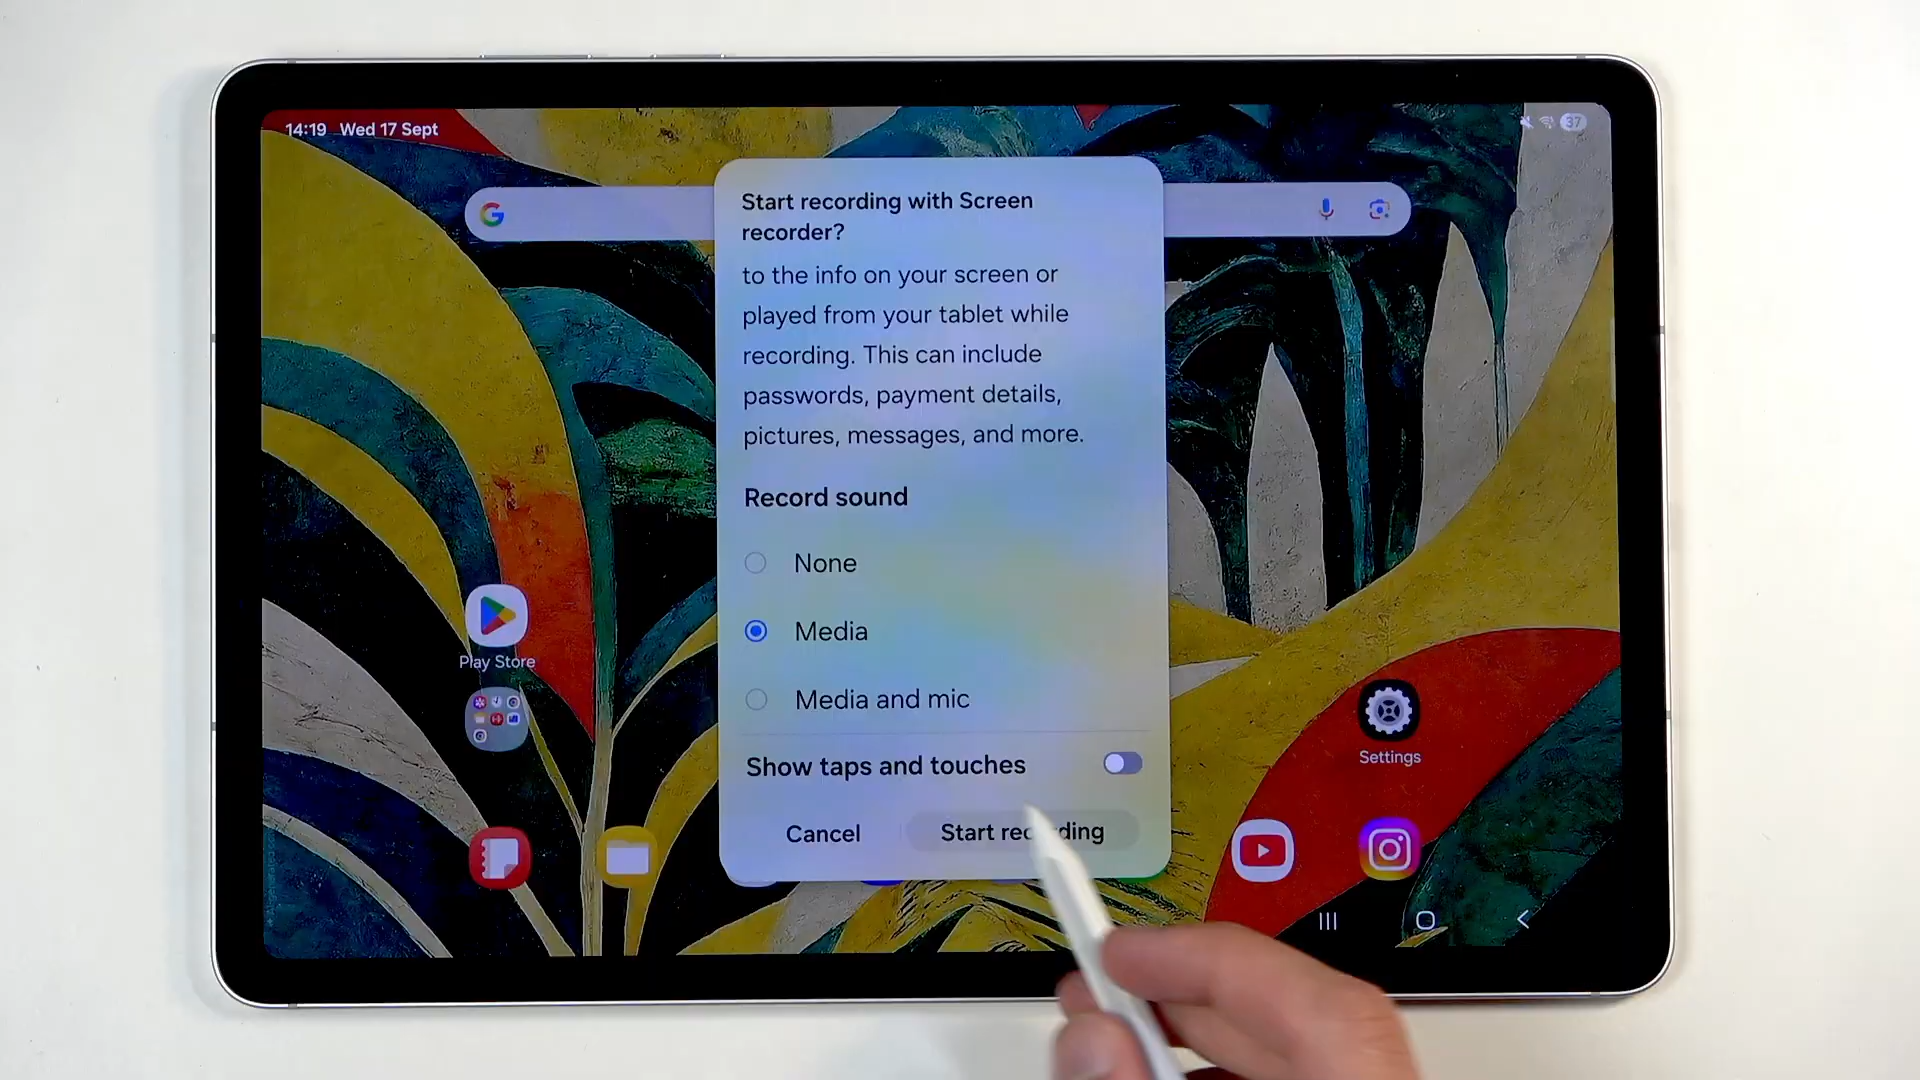 14:19 Wed 17 Sept
37
Start recording with Screen
recorder?
to the info on your screen or
played from your tablet while
recording. This can include
passwords, payment details,
pictures, messages, and more.
Record sound
None
Media
Media and mic
Show taps and touches
Cancel
Start recording
Play Store
Settings